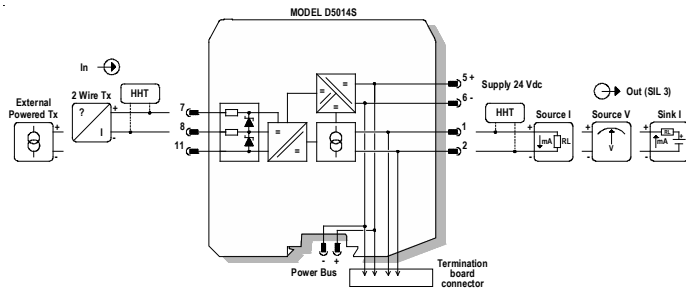 MODEL D5014S
In
5 +
Supply 24 Vdc
6 -
Out (SIL 3)
External
Powered Tx
2 Wire Tx
HHT
7
8
11
1
2
HHT
Source I
Source V
Sink I
+
-
?
I
+
-
=
=
=
=
+
-
mA
RL
+
-
V
+
-
RL
mA
+
-
+
Power Bus
Termination
board
connector